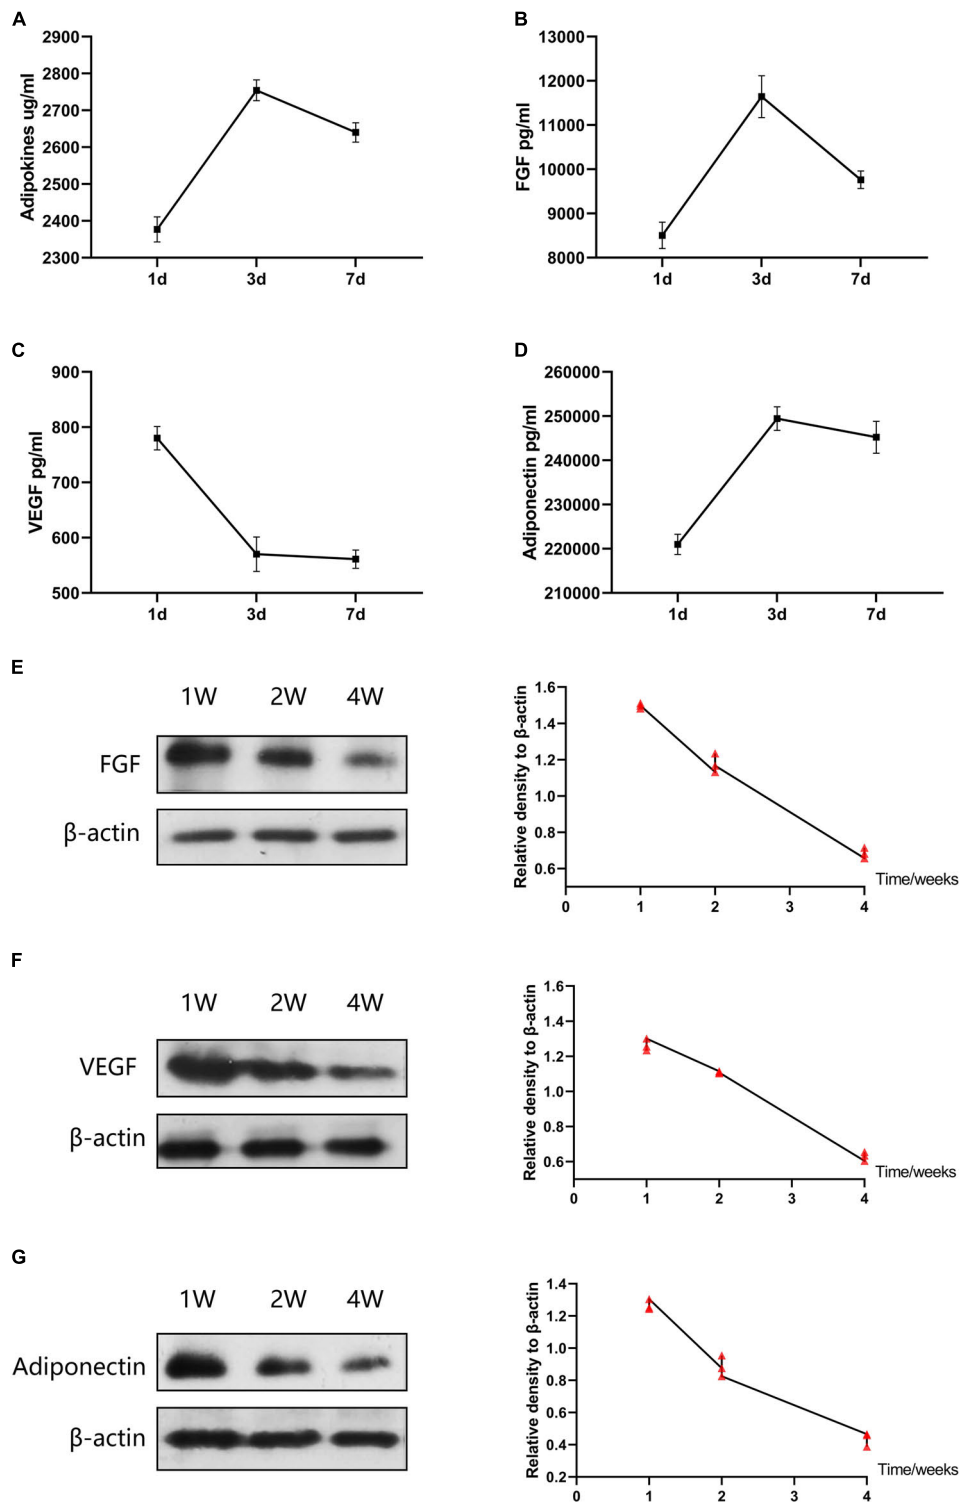 A
2900
2800
2700
2600
2500
2400
2300
Adipokines ug/ml
1d 3d 7d
B
13000
12000
11000
10000
9000
8000
FGF pg/ml
1d 3d 7d
C
900
800
700
600
500
VEGF pg/ml
1d 3d 7d
D
260000
250000
240000
230000
220000
210000
Adiponectin pg/ml
1d 3d 7d
E
1W 2W 4W
FGF
β-actin
Relative density to β-actin
1.6
1.4
1.2
1.0
0.8
0.6
0 1 2 3 4
Time/weeks
F
1W 2W 4W
VEGF
β-actin
Relative density to β-actin
1.6
1.4
1.2
1.0
0.8
0.6
0 1 2 3 4
Time/weeks
G
1W 2W 4W
Adiponectin
β-actin
Relative density to β-actin
1.4
1.2
1.0
0.8
0.6
0.4
0.2
0 1 2 3 4
Time/weeks